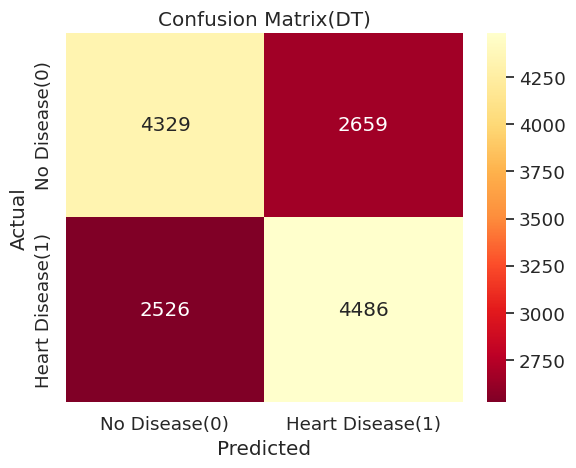 Confusion Matrix(DT)
Actual
No Disease(0)
Heart Disease(1)
4329
2659
2526
4486
No Disease(0)
Heart Disease(1)
Predicted
4250
4000
3750
3500
3250
3000
2750